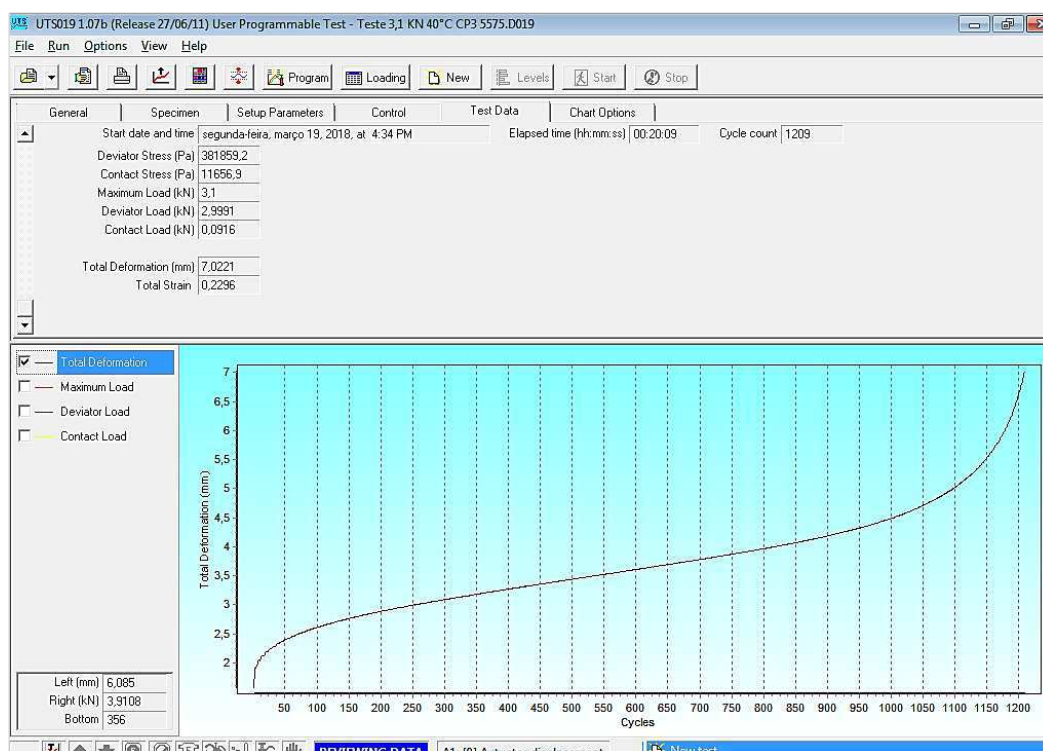 UTS019 1.07b (Release 27/06/11) User Programmable Test - Teste 3,1 KN 40°C CP3 5575.D019
File Run Options View Help
Program Loading New Levels Start Stop
General Specimen Setup Parameters Control Test Data Chart Options
Start date and time segunda-feira, março 19, 2018, at 4:34 PM Elapsed time (hh:mm:ss) 00:20:09 Cycle count 1209
Deviator Stress (Pa) 381859,2
Contact Stress (Pa) 11656,9
Maximum Load (kN) 3,1
Deviator Load (kN) 2,9991
Contact Load (kN) 0,0916
Total Deformation (mm) 7,0221
Total Strain 0,2296
Total Deformation
Maximum Load
Deviator Load
Contact Load
Total Deformation (mm)
7
6,5
6
5,5
5
4,5
4
3,5
3
2,5
2
50 100 150 200 250 300 350 400 450 500 550 600 650 700 750 800 850 900 950 1000 1050 1100 1150 1200
Cycles
Left (mm) 6,085
Right (kN) 3,9108
Bottom 356
REVIEWING DATA
New test